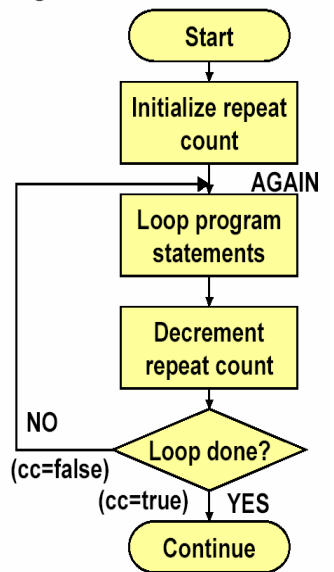 Start
Initialize repeat
count
AGAIN
Loop program
statements
Decrement
repeat count
NO
Loop done?
(cc=false)
(cc=true)
YES
Continue